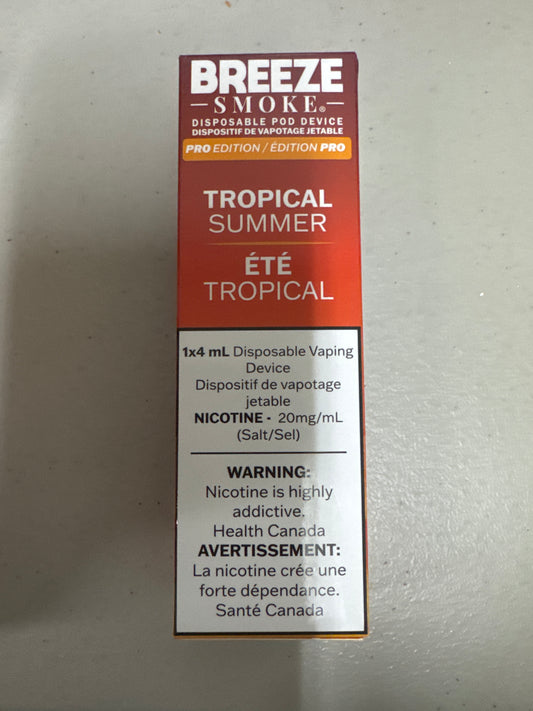 BREEZE
SMOKE®
DISPOSABLE POD DEVICE
DISPOSITIF DE VAPOTAGE JETABLE
PRO EDITION / ÉDITION PRO
TROPICAL
SUMMER
ÉTÉ
TROPICAL
1x4 mL Disposable Vaping
Device
Dispositif de vapotage
jetable
NICOTINE - 20mg/mL
(Salt/Sel)
WARNING:
Nicotine is highly
addictive.
Health Canada
AVERTISSEMENT:
La nicotine crée une
forte dépendance.
Santé Canada